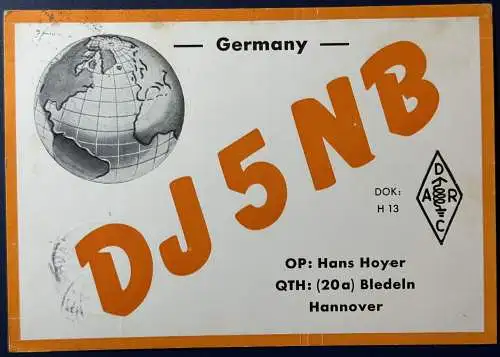 — Germany —
DJ5NB
DOK:
H 13
D
A R
C
OP: Hans Hoyer
QTH: (20a) Bledeln
Hannover